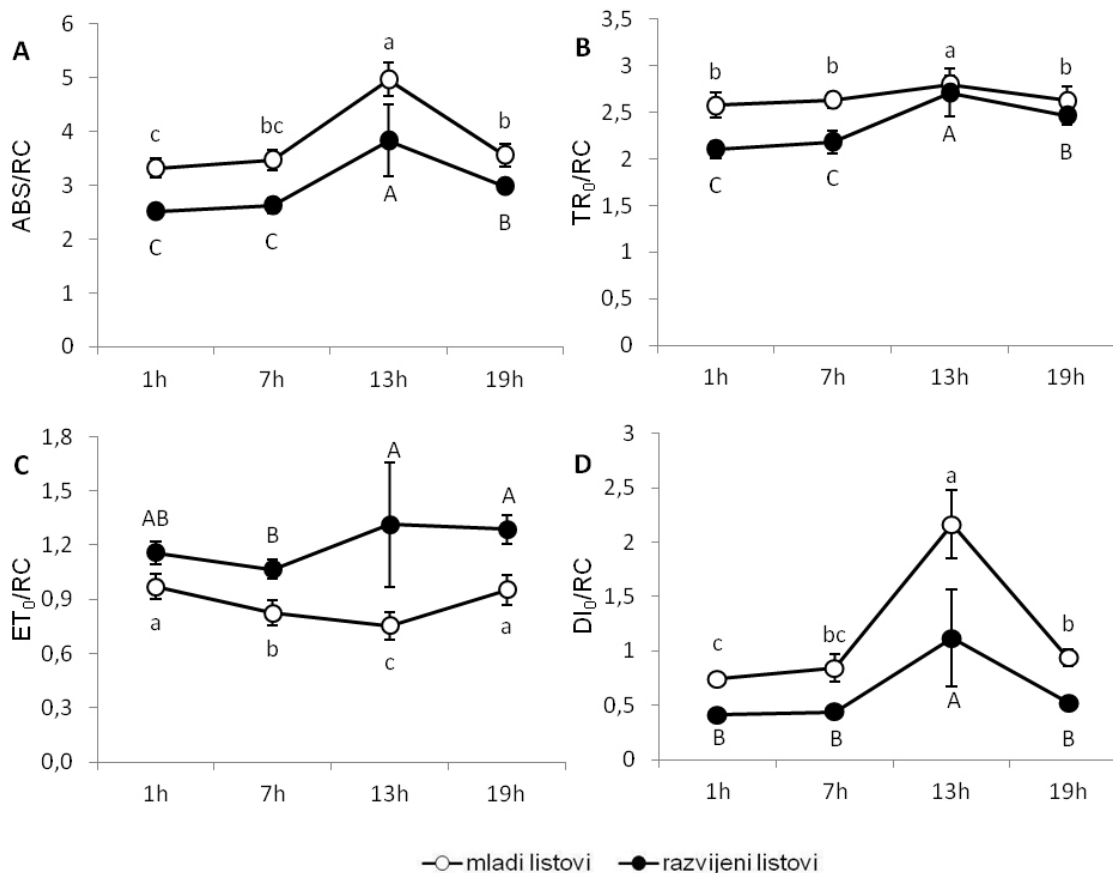 A
ABS/RC
6
5
4
3
2
1
0
c
bc
a
b
C
C
A
B
1h
7h
13h
19h
B
TR0/RC
3,5
3
2,5
2
1,5
1
0,5
0
b
b
a
b
C
C
A
B
1h
7h
13h
19h
C
ET0/RC
1,8
1,5
1,2
0,9
0,6
0,3
0,0
AB
B
A
A
a
b
c
a
1h
7h
13h
19h
D
DI0/RC
3
2,5
2
1,5
1
0,5
0
c
bc
a
b
B
B
A
B
1h
7h
13h
19h
mladi listovi
razvijeni listovi